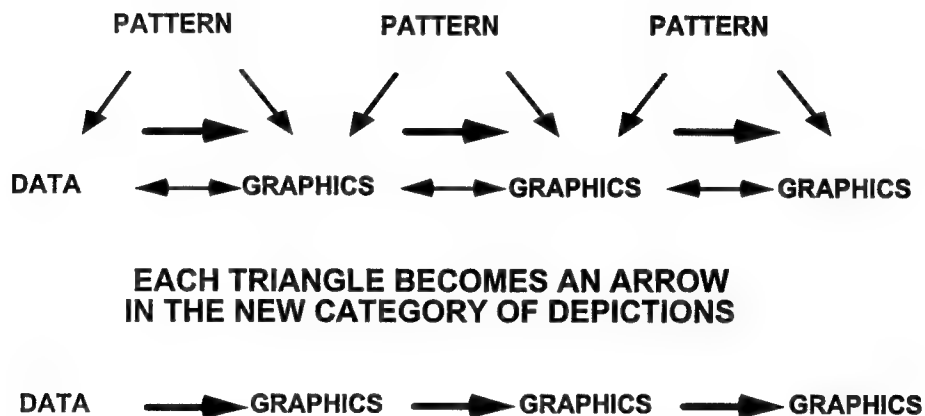 PATTERN PATTERN PATTERN
DATA GRAPHICS GRAPHICS GRAPHICS
EACH TRIANGLE BECOMES AN ARROW
IN THE NEW CATEGORY OF DEPICTIONS
DATA GRAPHICS GRAPHICS GRAPHICS